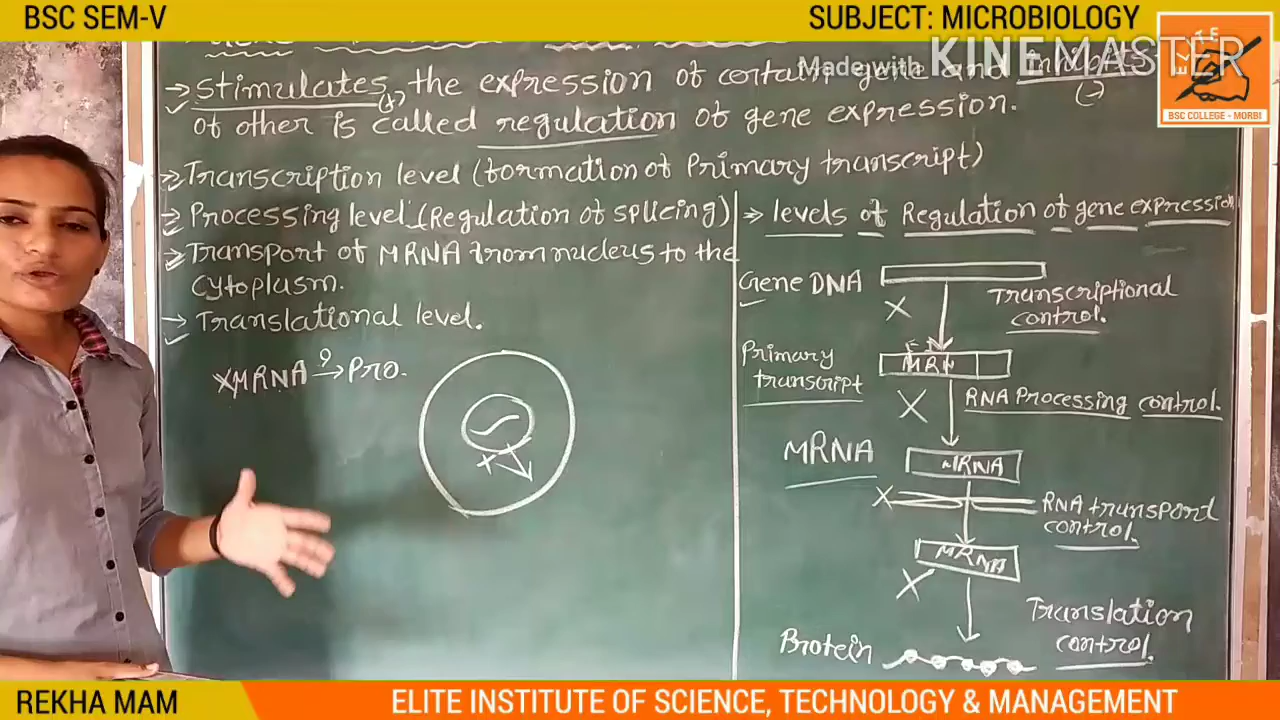 BSC SEM-V
SUBJECT: MICROBIOLOGY
Made with KINEMASTER
BSC COLLEGE - MORBI
→ stimulates the expression of certain gene and inhibits
(+)
(-)
of other is called regulation of gene expression.
→ Transcription level (formation of Primary transcript)
→ Processing level (Regulation of splicing)
→ Transport of MRNA from nucleus to the
cytoplasm.
→ Translational level.
XMRNA → Pro.
+
→ levels of Regulation of gene expression
Gene DNA
X
Transcriptional
control.
Primary
transcript
MRN
X
RNA Processing control.
MRNA
MRNA
X
RNA transport
control.
MRNA
X
Translation
control.
Protein
REKHA MAM
ELITE INSTITUTE OF SCIENCE, TECHNOLOGY & MANAGEMENT